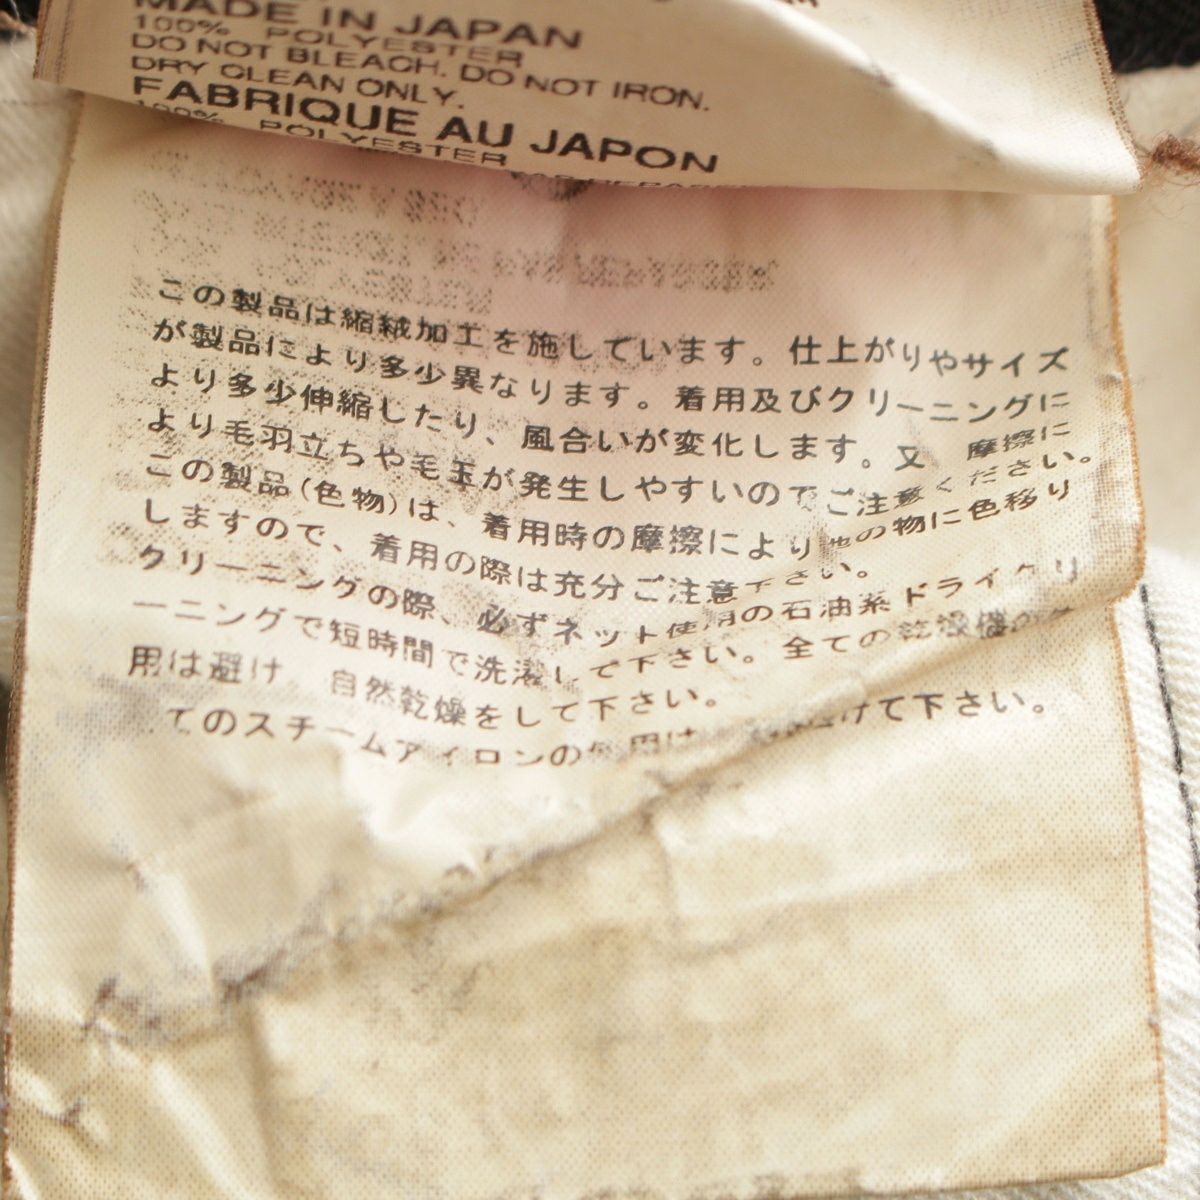 MADE IN JAPAN
100% POLYESTER
DO NOT BLEACH. DO NOT IRON.
DRY CLEAN ONLY.
FABRIQUE AU JAPON
100% POLYESTER
この製品は縮絨加工を施しています。仕上がりやサイズ
が製品により多少異なります。着用及びクリーニングに
より多少伸縮したり、風合いが変化します。又 摩擦に
より毛羽立ちや毛玉が発生しやすいのでご注意ください。
この製品(色物)は、着用時の摩擦により他の物に色移り
しますので、着用の際は充分ご注意下さい。
クリーニングの際、必ずネット使用の石油系ドライクリ
ーニングで短時間で洗濯して下さい。全ての乾燥機の使
用は避け 自然乾燥をして下さい。
てのスチームアイロンの使用は 避けて下さい。